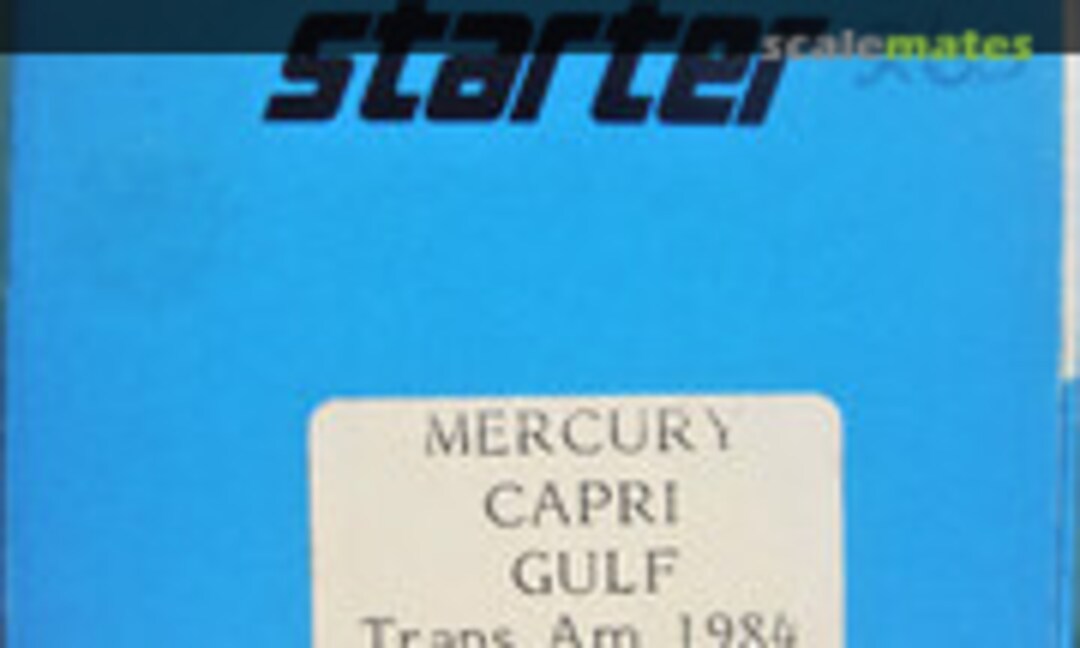 starter
scalemates
MERCURY
CAPRI
GULF
Trans Am 1984